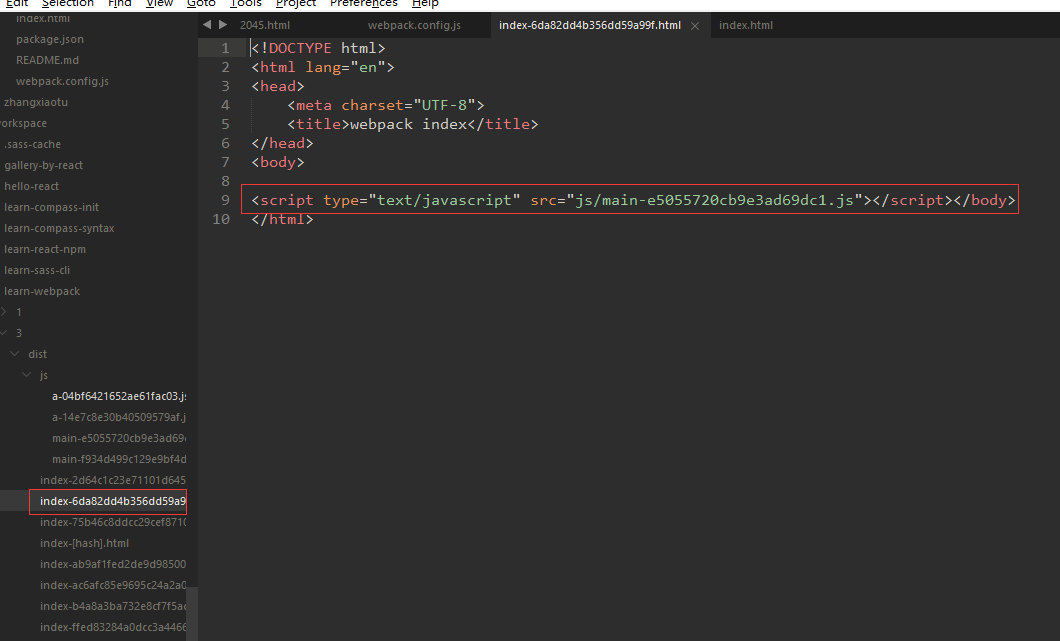 Edit Selection Find View Goto Tools Project Preferences Help
index.html
package.json
README.md
webpack.config.js
zhangxiaotu
orkspace
.sass-cache
gallery-by-react
hello-react
learn-compass-init
learn-compass-syntax
learn-react-npm
learn-sass-cli
learn-webpack
1
3
dist
js
a-04bf6421652ae61fac03.js
a-14e7c8e30b40509579af.j
main-e5055720cb9e3ad69
main-f934d499c129e9bf4d
index-2d64c1c23e71101d645
index-6da82dd4b356dd59a9
index-75b46c8ddcc29cef8710
index-[hash].html
index-ab9af1fed2de9d98500
index-ac6afc85e9695c24a2a0
index-b4a8a3ba732e8cf7f5a
index-ffed83284a0dcc3a4466
2045.html webpack.config.js index-6da82dd4b356dd59a99f.html index.html
1 <!DOCTYPE html>
2 <html lang="en">
3 <head>
4 <meta charset="UTF-8">
5 <title>webpack index</title>
6 </head>
7 <body>
8
9 <script type="text/javascript" src="js/main-e5055720cb9e3ad69dc1.js"></script></body>
10 </html>